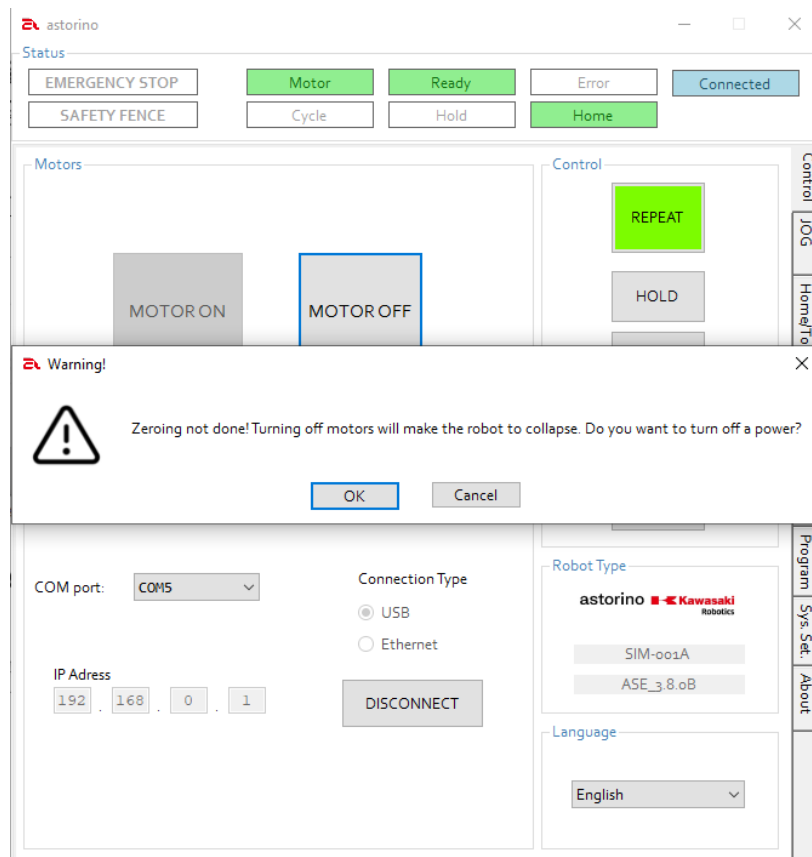 astorino
Status
EMERGENCY STOP
Motor
Ready
Error
Connected
SAFETY FENCE
Cycle
Hold
Home
Motors
Control
Control
REPEAT
JOG
MOTOR ON
MOTOR OFF
HOLD
Home/To
Warning!
Zeroing not done! Turning off motors will make the robot to collapse. Do you want to turn off a power?
OK
Cancel
Program
COM port:
COM5
Connection Type
USB
Ethernet
Robot Type
astorino Kawasaki
Robotics
SIM-001A
ASE_3.8.0B
Sys. Set.
IP Adress
192 . 168 . 0 . 1
DISCONNECT
About
Language
English